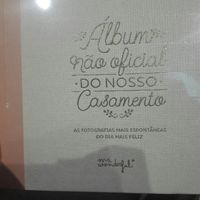 Álbum
não oficial
DO NOSSO
Casamento
AS FOTOGRAFIAS MAIS ESPONTÂNEAS
DO DIA MAIS FELIZ
mr.
wonderful*